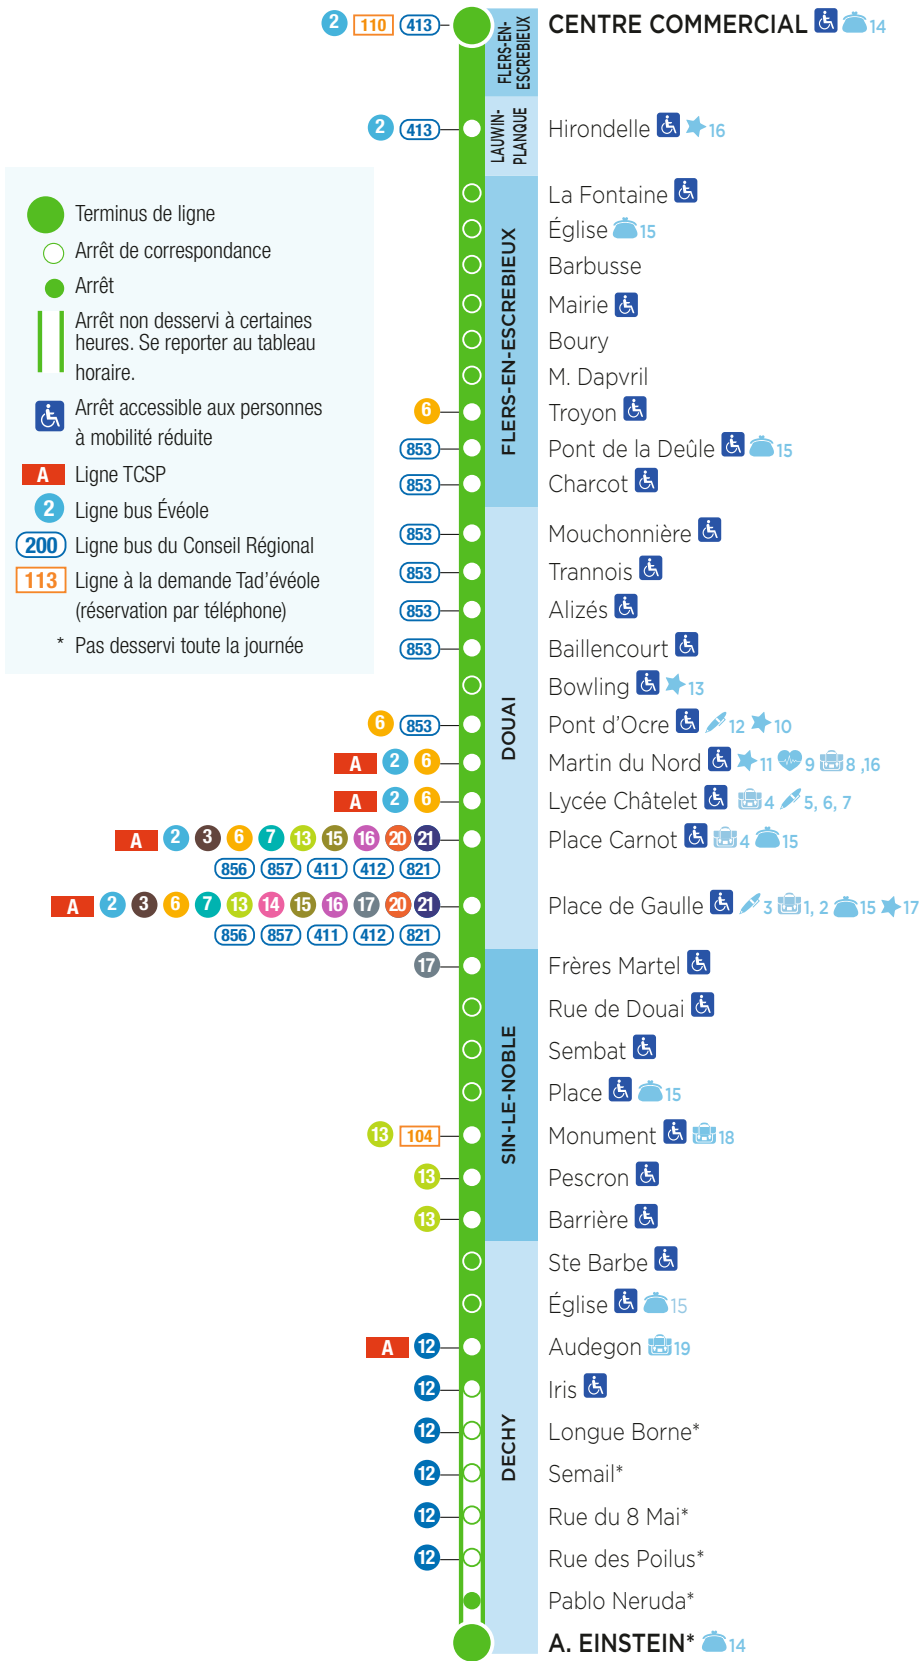 2 110 413 FLERS-EN-ESCREBIEUX CENTRE COMMERCIAL 14
2 413 LAUWIN-PLANQUE Hirondelle 16
FLERS-EN-ESCREBIEUX
La Fontaine
Église 15
Barbusse
Mairie
Boury
M. Dapvril
6 Troyon
853 Pont de la Deûle 15
853 Charcot
Terminus de ligne
Arrêt de correspondance
Arrêt
Arrêt non desservi à certaines
heures. Se reporter au tableau
horaire.
Arrêt accessible aux personnes
à mobilité réduite
A Ligne TCSP
2 Ligne bus Évéole
200 Ligne bus du Conseil Régional
113 Ligne à la demande Tad'évéole
(réservation par téléphone)
* Pas desservi toute la journée
DOUAI
853 Mouchonnière
853 Trannois
853 Alizés
853 Baillencourt
Bowling 13
6 853 Pont d'Ocre 12 10
A 2 6 Martin du Nord 11 9 8 ,16
A 2 6 Lycée Châtelet 4 5, 6, 7
A 2 3 6 7 13 15 16 20 21 Place Carnot 4 15
856 857 411 412 821
A 2 3 6 7 13 14 15 16 17 20 21 Place de Gaulle 3 1, 2 15 17
856 857 411 412 821
SIN-LE-NOBLE
17 Frères Martel
Rue de Douai
Sembat
Place 15
13 104 Monument 18
13 Pescron
13 Barrière
DECHY
Ste Barbe
Église 15
A 12 Audegon 19
12 Iris
12 Longue Borne*
12 Semail*
12 Rue du 8 Mai*
12 Rue des Poilus*
Pablo Neruda*
A. EINSTEIN* 14